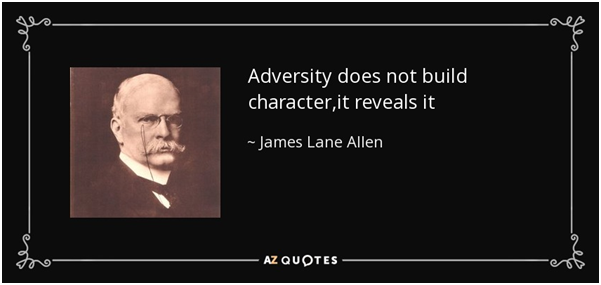 Adversity does not build
character,it reveals it
~ James Lane Allen
AZ QUOTES